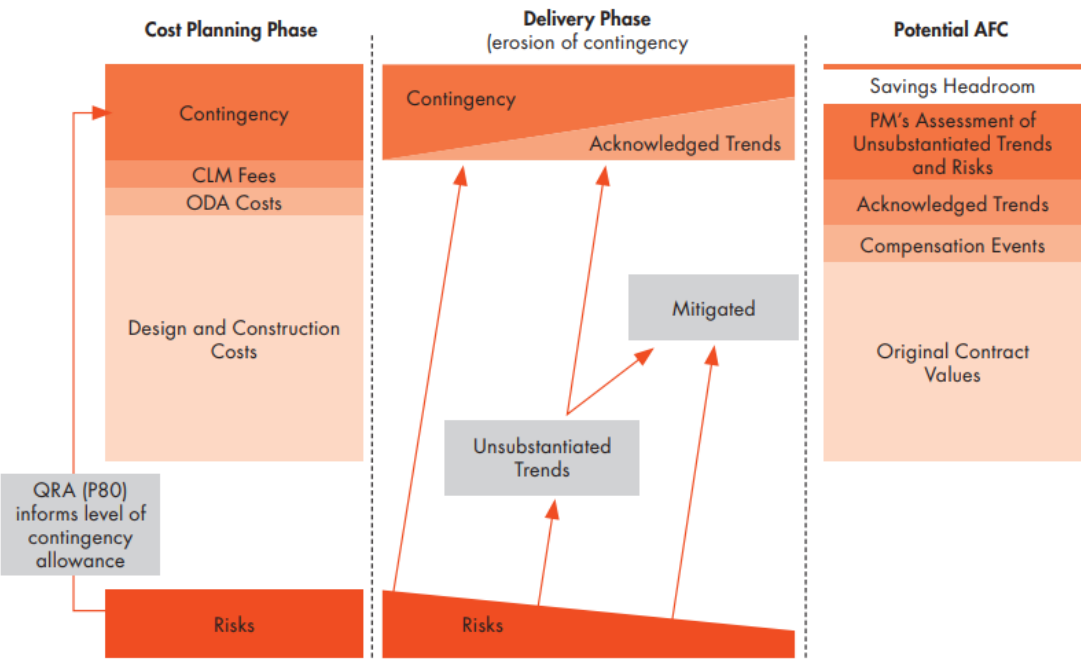 Cost Planning Phase
Contingency
CLM Fees
ODA Costs
Design and Construction
Costs
QRA (P80)
informs level of
contingency
allowance
Risks
Delivery Phase
(erosion of contingency
Contingency
Acknowledged Trends
Mitigated
Unsubstantiated
Trends
Risks
Potential AFC
Savings Headroom
PM's Assessment of
Unsubstantiated Trends
and Risks
Acknowledged Trends
Compensation Events
Original Contract
Values